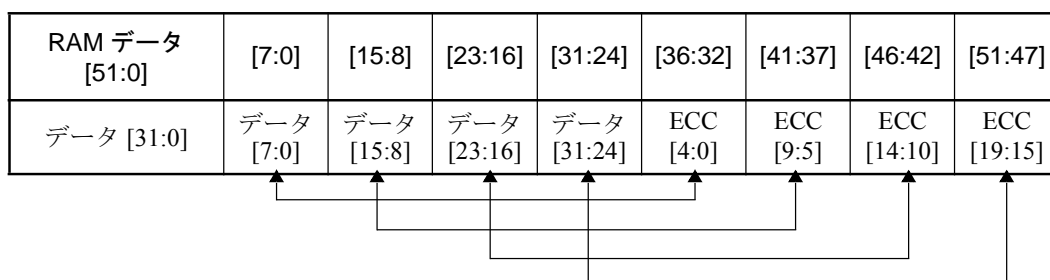 RAM データ
[51:0]
[7:0]
[15:8]
[23:16]
[31:24]
[36:32]
[41:37]
[46:42]
[51:47]
データ [31:0]
データ
[7:0]
データ
[15:8]
データ
[23:16]
データ
[31:24]
ECC
[4:0]
ECC
[9:5]
ECC
[14:10]
ECC
[19:15]